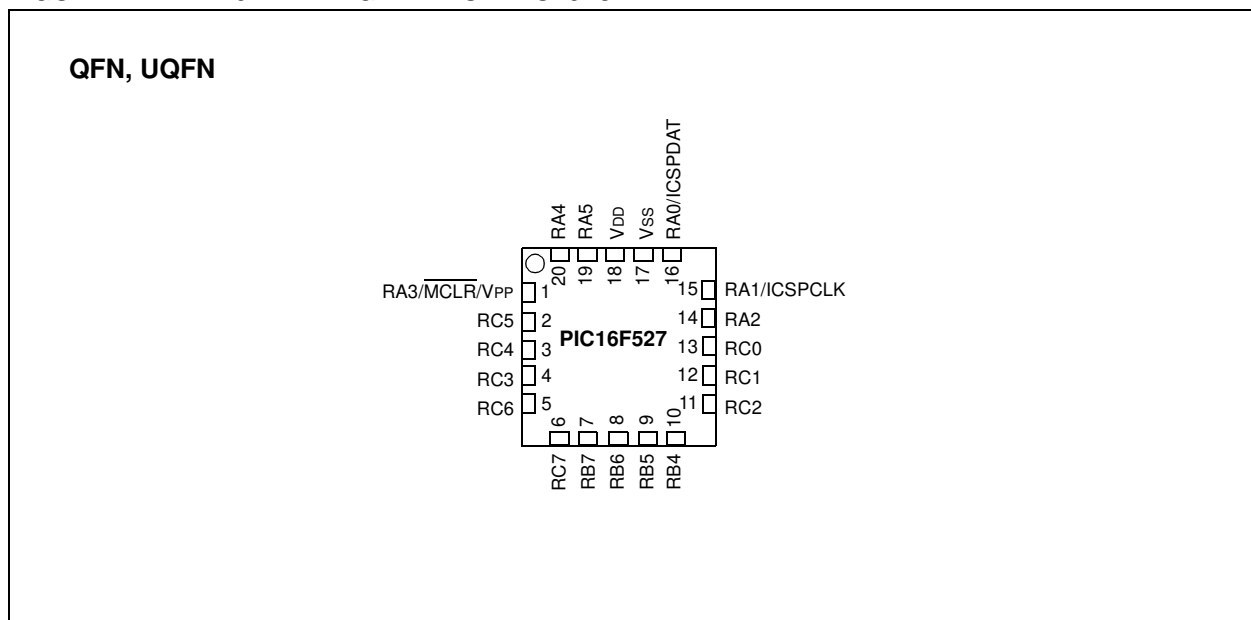 QFN, UQFN
RA4
RA5
VDD
VSS
RA0/ICSPDAT
20
19
18
17
16
RA3/MCLR/VPP 1
RC5 2
RC4 3
RC3 4
RC6 5
PIC16F527
15 RA1/ICSPCLK
14 RA2
13 RC0
12 RC1
11 RC2
6
7
8
9
10
RC7
RB7
RB6
RB5
RB4